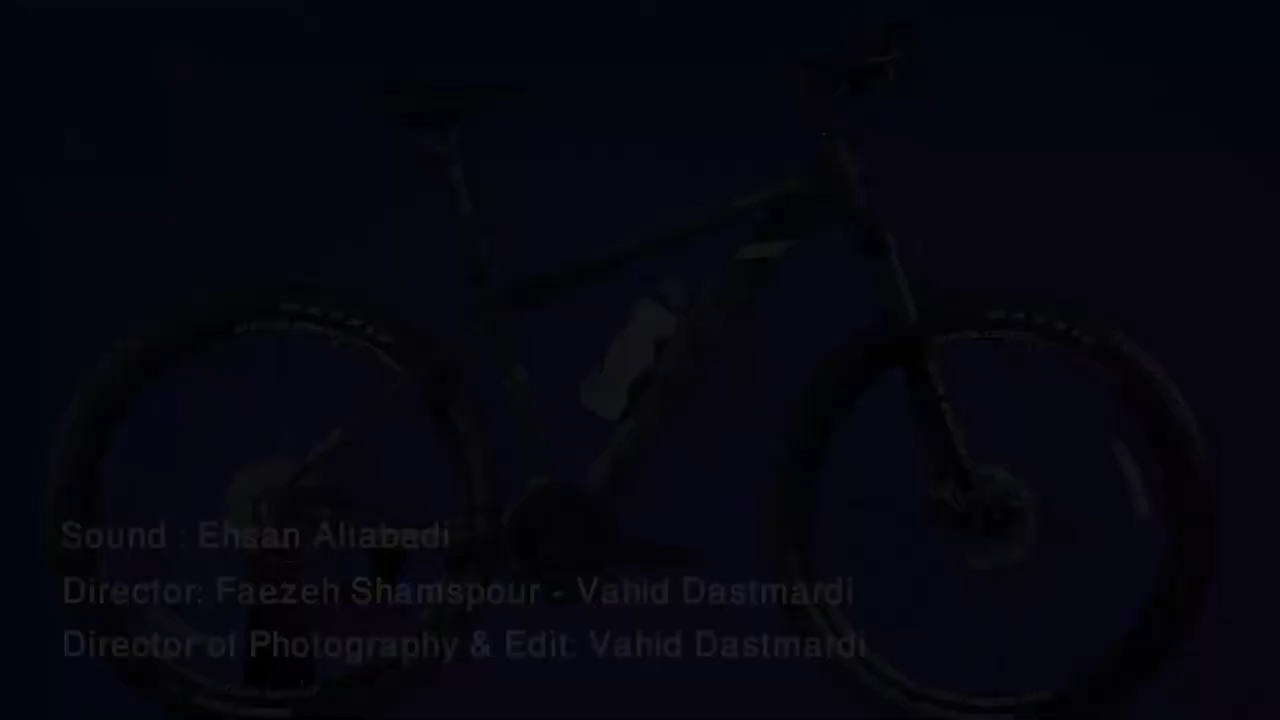 Sound : Ehsan Aliabadi
Director: Faezeh Shamspour - Vahid Dastmardi
Director of Photography & Edit: Vahid Dastmardi